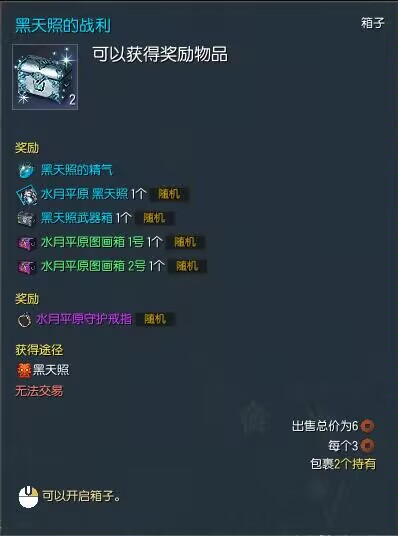 黑天照的战利
箱子
可以获得奖励物品
2
奖励
黑天照的精气
水月平原 黑天照 1个 随机
黑天照武器箱 1个 随机
水月平原图画箱 1号 1个 随机
水月平原图画箱 2号 1个 随机
奖励
水月平原守护戒指 随机
获得途径
黑天照
无法交易
出售总价为6
每个3
包裹2个持有
可以开启箱子。